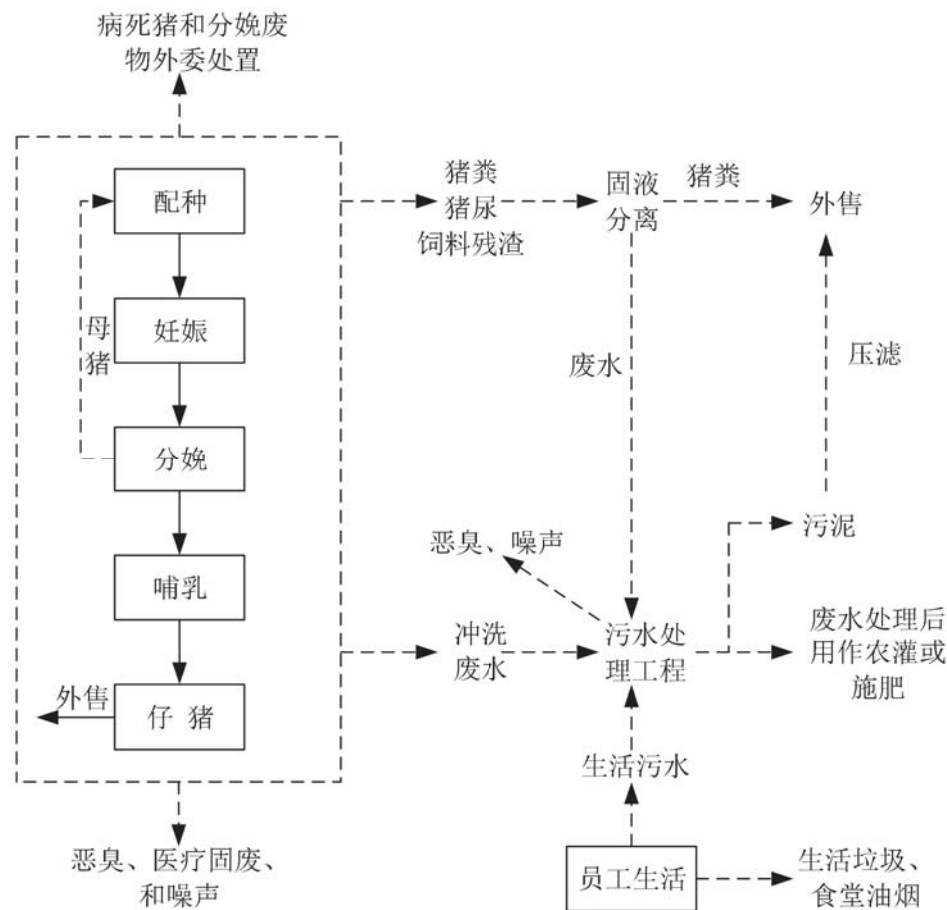 病死猪和分娩废
物外委处置
配种
妊娠
分娩
哺乳
仔 猪
母
猪
外售
恶臭、医疗固废、
和噪声
猪粪
猪尿
饲料残渣
固液
分离
猪粪
外售
废水
压滤
污泥
恶臭、噪声
冲洗
废水
污水处
理工程
废水处理后
用作农灌或
施肥
生活污水
员工生活
生活垃圾、
食堂油烟